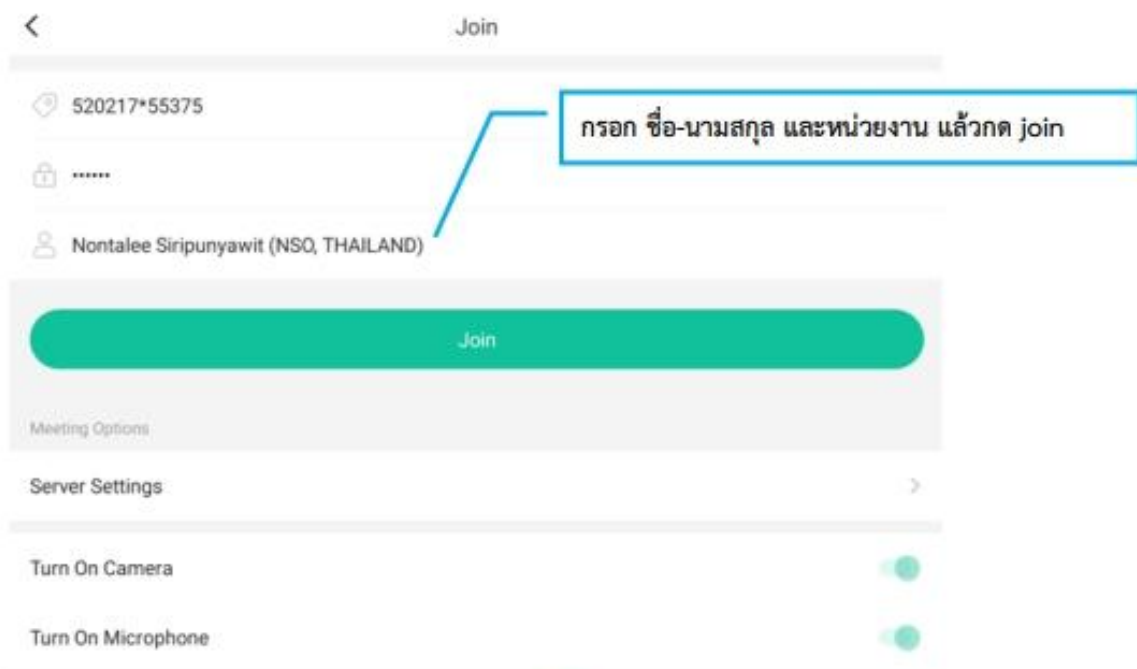 Join
520217*55375
กรอก ชื่อ-นามสกุล และหน่วยงาน แล้วกด join
••••••
Nontalee Siripunyawit (NSO, THAILAND)
Join
Meeting Options
Server Settings
Turn On Camera
Turn On Microphone